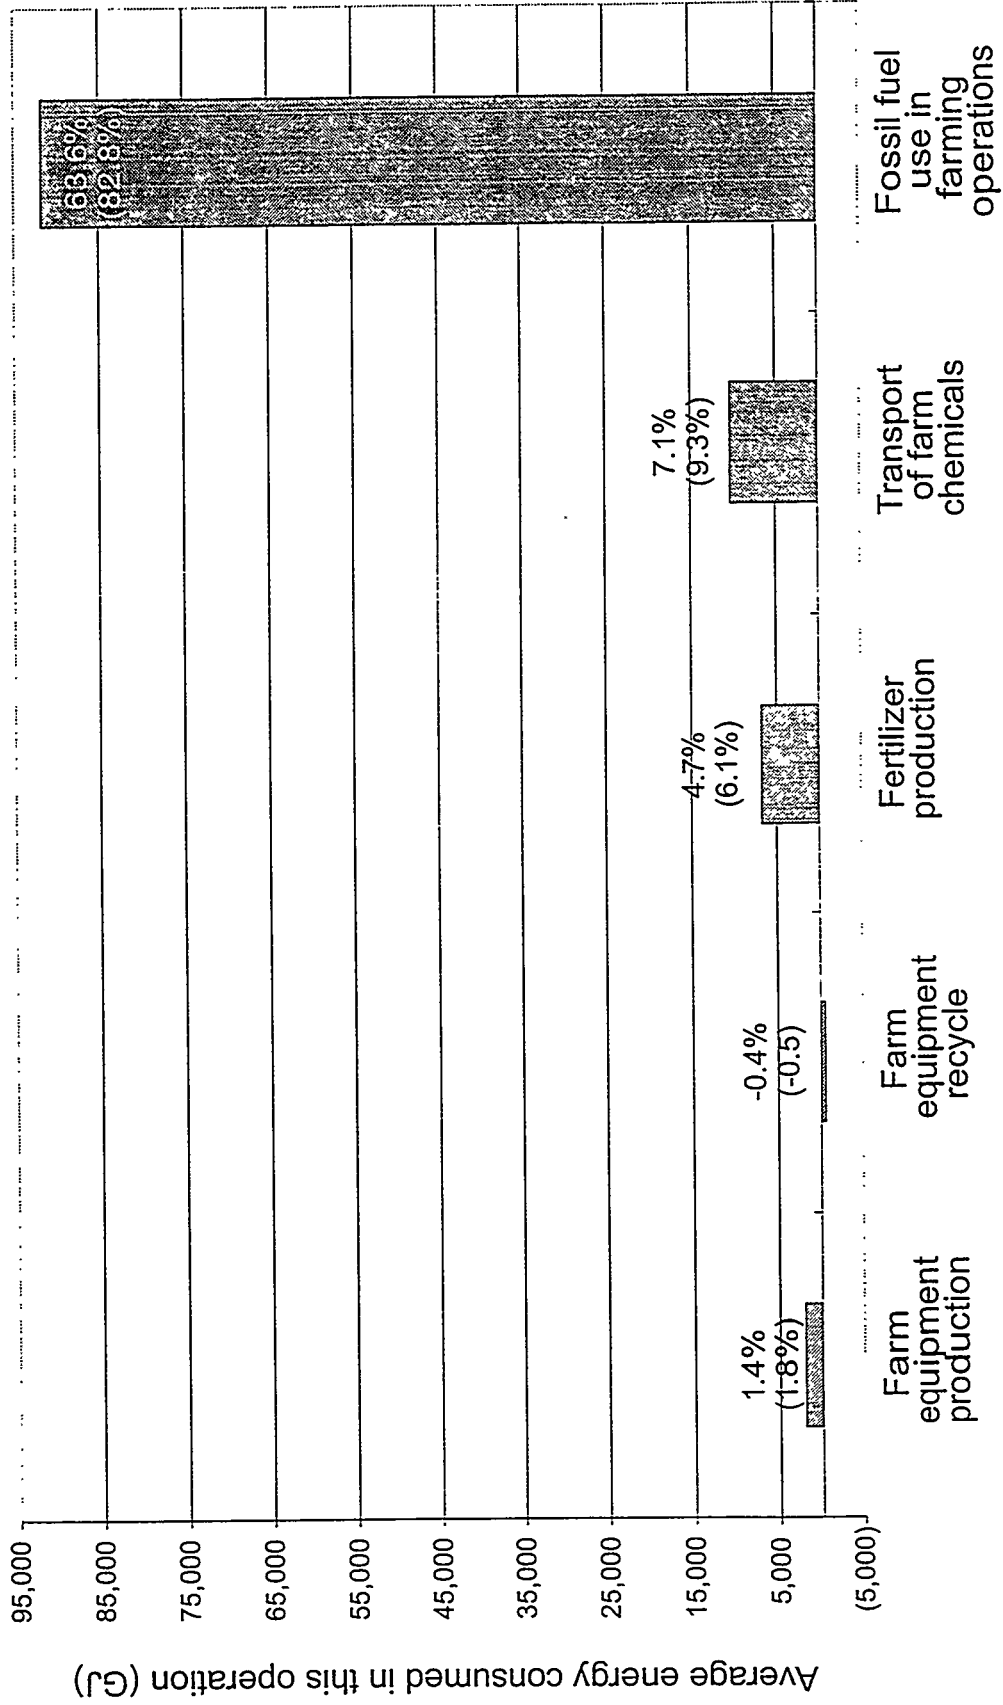 Average energy consumed in this operation (GJ)
95,000
85,000
75,000
65,000
55,000
45,000
35,000
25,000
15,000
5,000
(5,000)
1.4%
(1.8%)
-0.4%
(-0.5)
4.7%
(6.1%)
7.1%
(9.3%)
63.6%
(82.8%)
Farm
equipment
production
Farm
equipment
recycle
Fertilizer
production
Transport
of farm
chemicals
Fossil fuel
use in
farming
operations